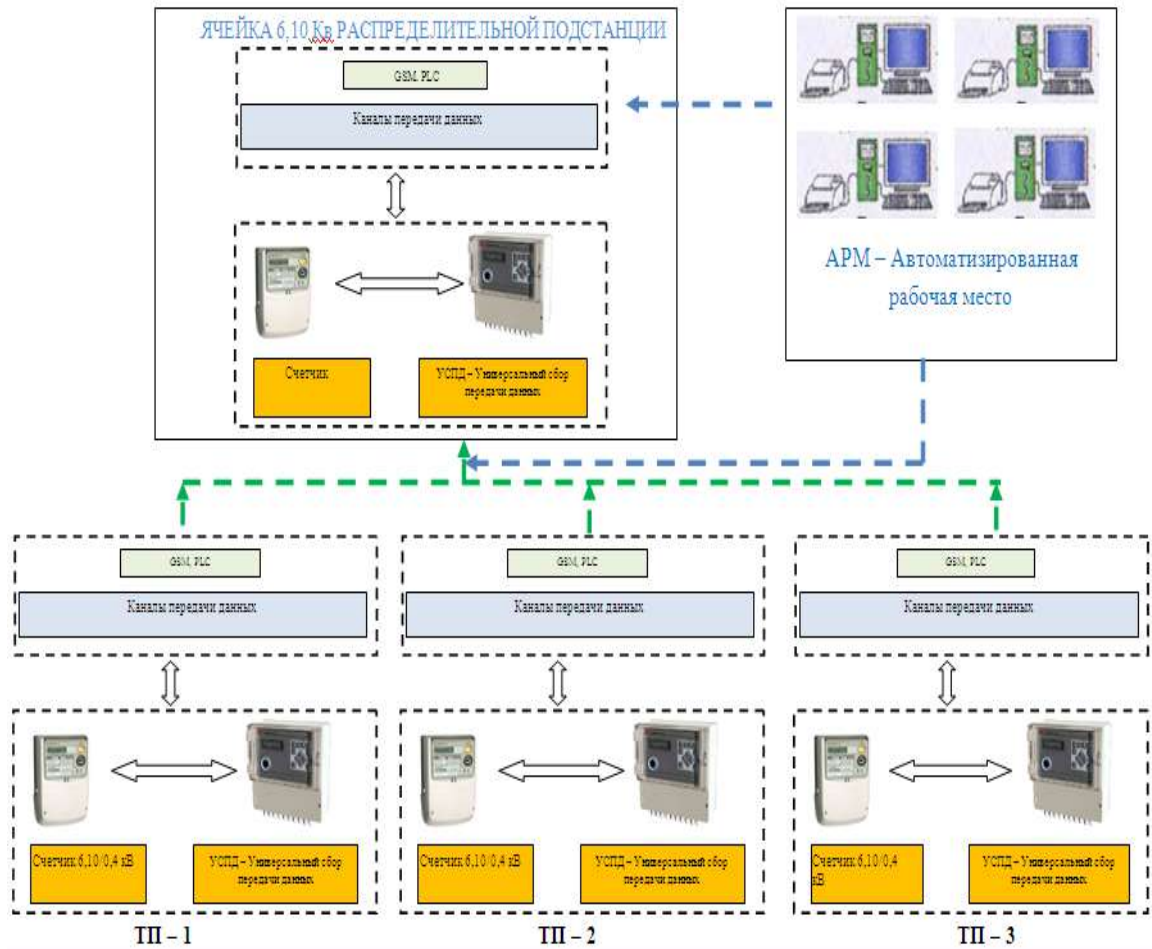 ЯЧЕЙКА 6,10 Кв РАСПРЕДЕЛИТЕЛЬНОЙ ПОДСТАНЦИИ
GSM, PLC
Каналы передачи данных
Счетчик
УСПД – Универсальный сбор
передачи данных
АРМ – Автоматизированная
рабочая место
GSM, PLC
Каналы передачи данных
Счетчик 6,10/0,4 кВ
УСПД – Универсальный сбор
передачи данных
ТП – 1
GSM, PLC
Каналы передачи данных
Счетчик 6,10/0,4 кВ
УСПД – Универсальный сбор
передачи данных
ТП – 2
GSM, PLC
Каналы передачи данных
Счетчик 6,10/0,4
кВ
УСПД – Универсальный сбор
передачи данных
ТП – 3